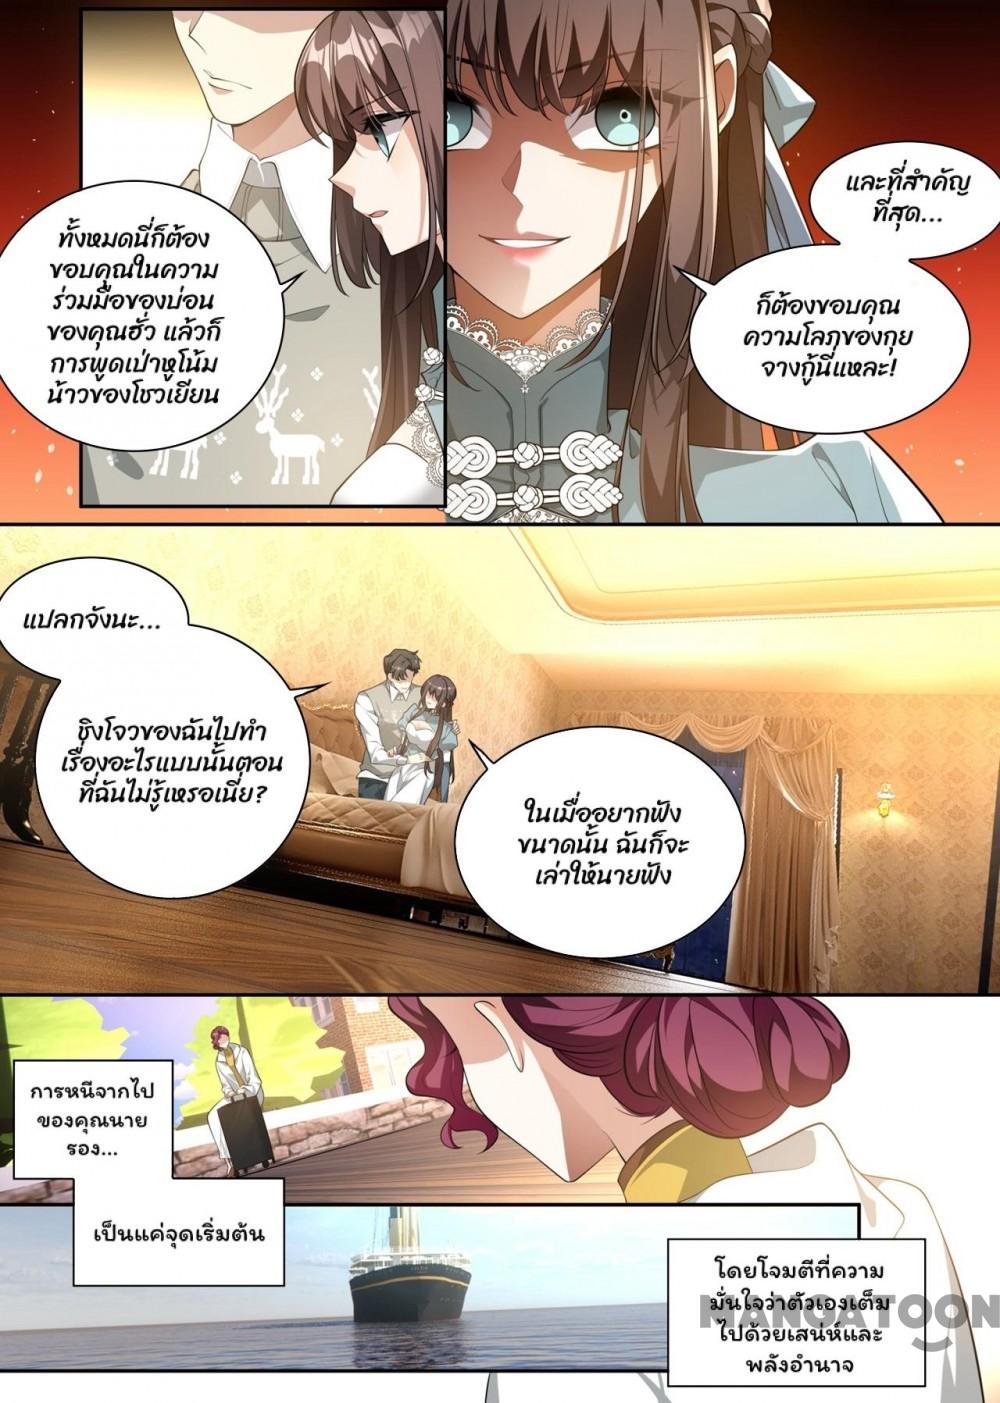 ทั้งหมดนี่ก็ต้อง
ขอบคุณในความ
ร่วมมือของบ่อน
ของคุณฮั่ว แล้วก็
การพูดเป่าหูโน้ม
น้าวของโชวเยียน
และที่สำคัญ
ที่สุด...
ก็ต้องขอบคุณ
ความโลภของกุย
จางกู้นี่แหละ!
แปลกจังนะ...
ชิงโจวของฉันไปทำ
เรื่องอะไรแบบนั้นตอน
ที่ฉันไม่รู้เหรอเนี่ย?
ในเมื่ออยากฟัง
ขนาดนั้น ฉันก็จะ
เล่าให้นายฟัง
การหนีจากไป
ของคุณนาย
รอง...
เป็นแค่จุดเริ่มต้น
โดยโจมตีที่ความ
มั่นใจว่าตัวเองเต็ม
ไปด้วยเสน่ห์และ
พลังอำนาจ
MANGATOON